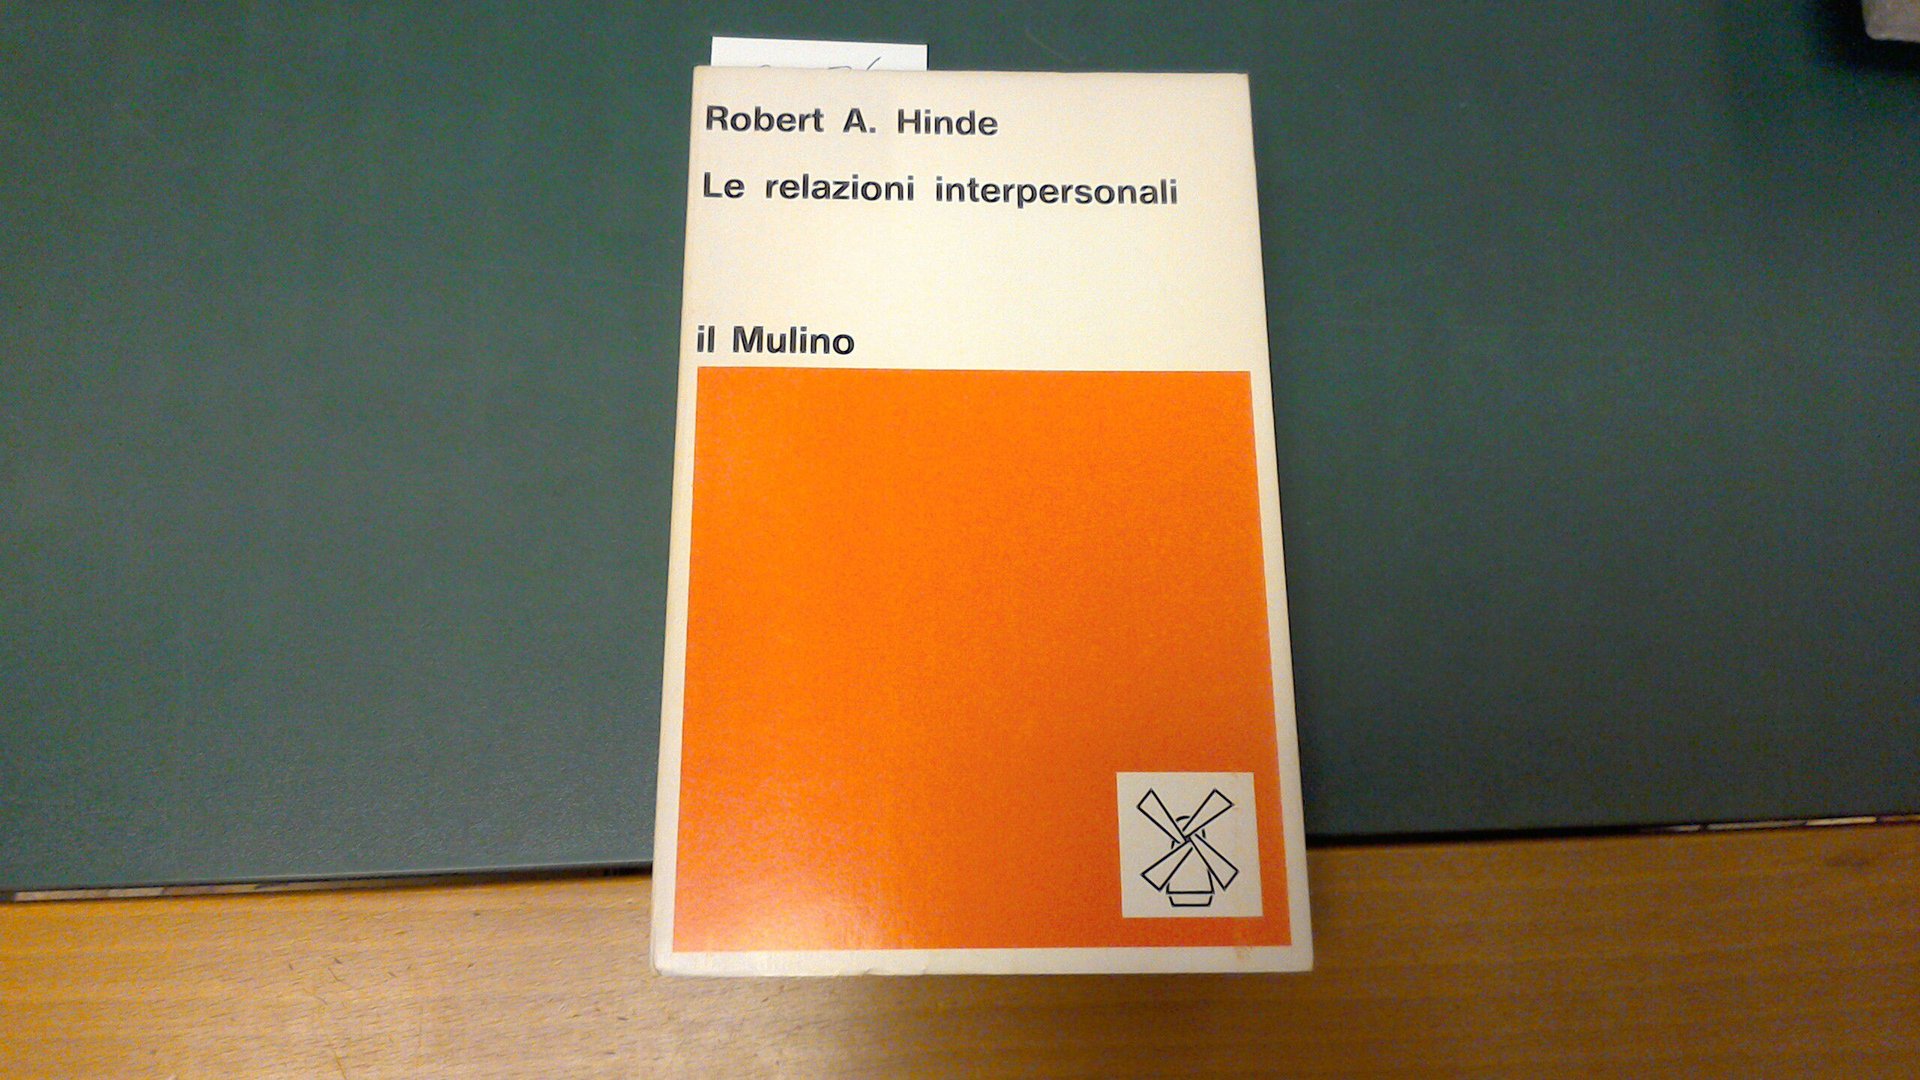 Robert A. Hinde
Le relazioni interpersonali
il Mulino